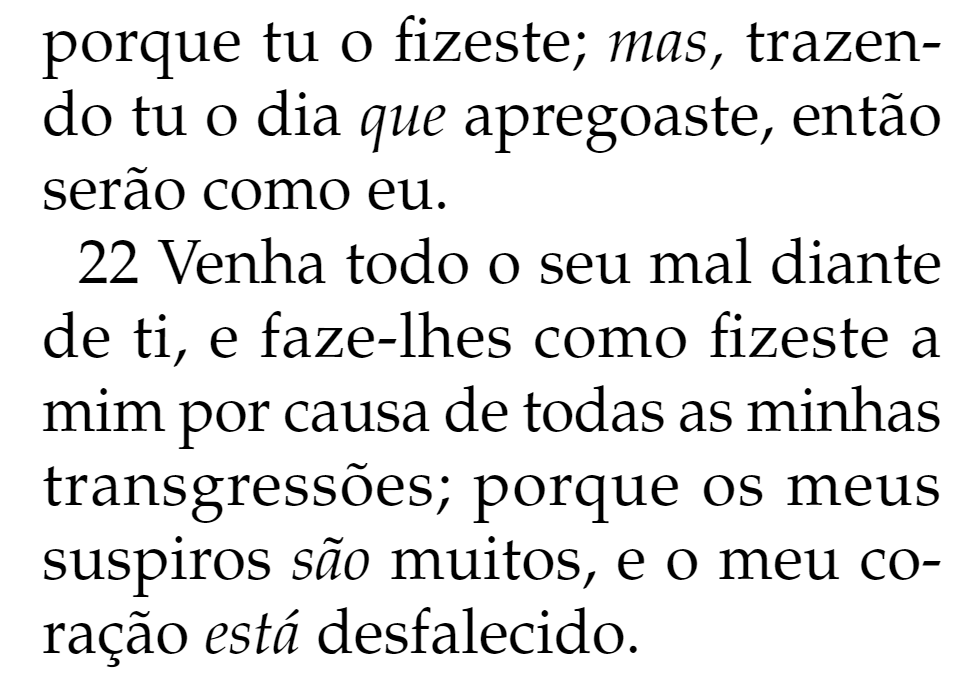 porque tu o fizeste; mas, trazen-
do tu o dia que apregoaste, então
serão como eu.
22 Venha todo o seu mal diante
de ti, e faze-lhes como fizeste a
mim por causa de todas as minhas
transgressões; porque os meus
suspiros são muitos, e o meu co-
ração está desfalecido.